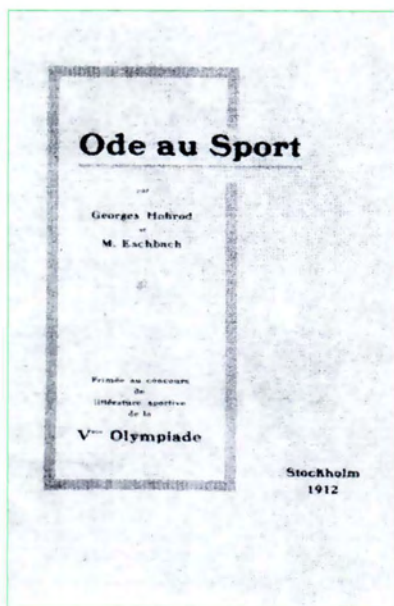 Ode au Sport
par
Georges Hohrod
et
M. Eschbach
Primée au concours
de
littérature sportive
de la
Vme Olympiade
Stockholm
1912